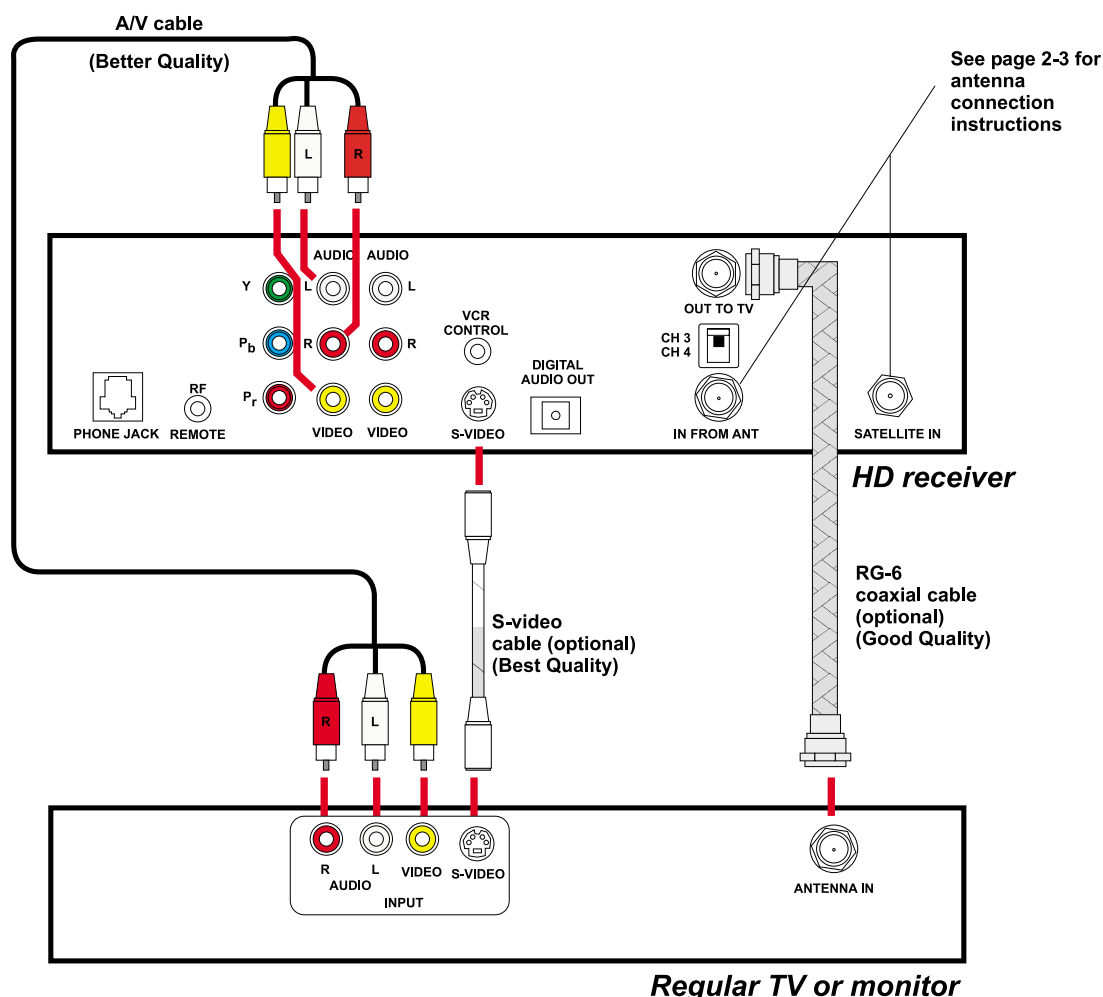 A/V cable
(Better Quality)
See page 2-3 for
antenna
connection
instructions
L
R
AUDIO AUDIO
Y
L
L
OUT TO TV
VCR
CONTROL
Pb
R
R
CH 3
CH 4
DIGITAL
AUDIO OUT
RF
Pr
PHONE JACK
REMOTE
VIDEO VIDEO
S-VIDEO
IN FROM ANT
SATELLITE IN
HD receiver
RG-6
coaxial cable
(optional)
(Good Quality)
S-video
cable (optional)
(Best Quality)
R
L
R
L
VIDEO
S-VIDEO
AUDIO
INPUT
ANTENNA IN
Regular TV or monitor